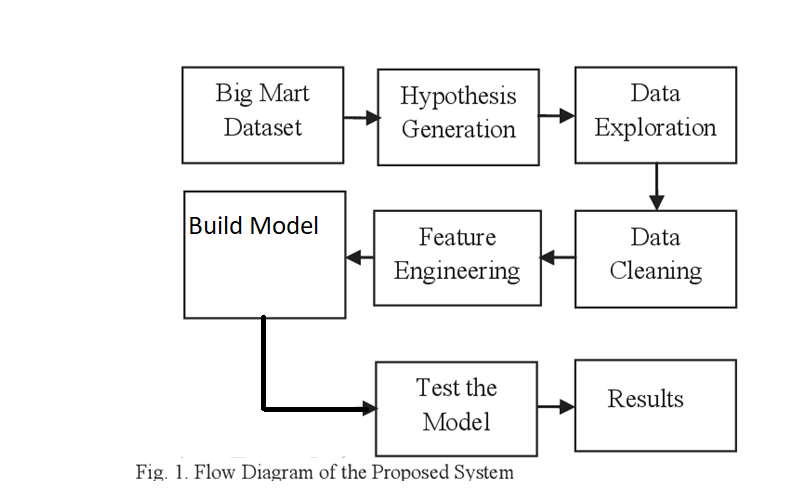 Big Mart
Dataset
Hypothesis
Generation
Data
Exploration
Build Model
Feature
Engineering
Data
Cleaning
Test the
Model
Results
Fig. 1. Flow Diagram of the Proposed System